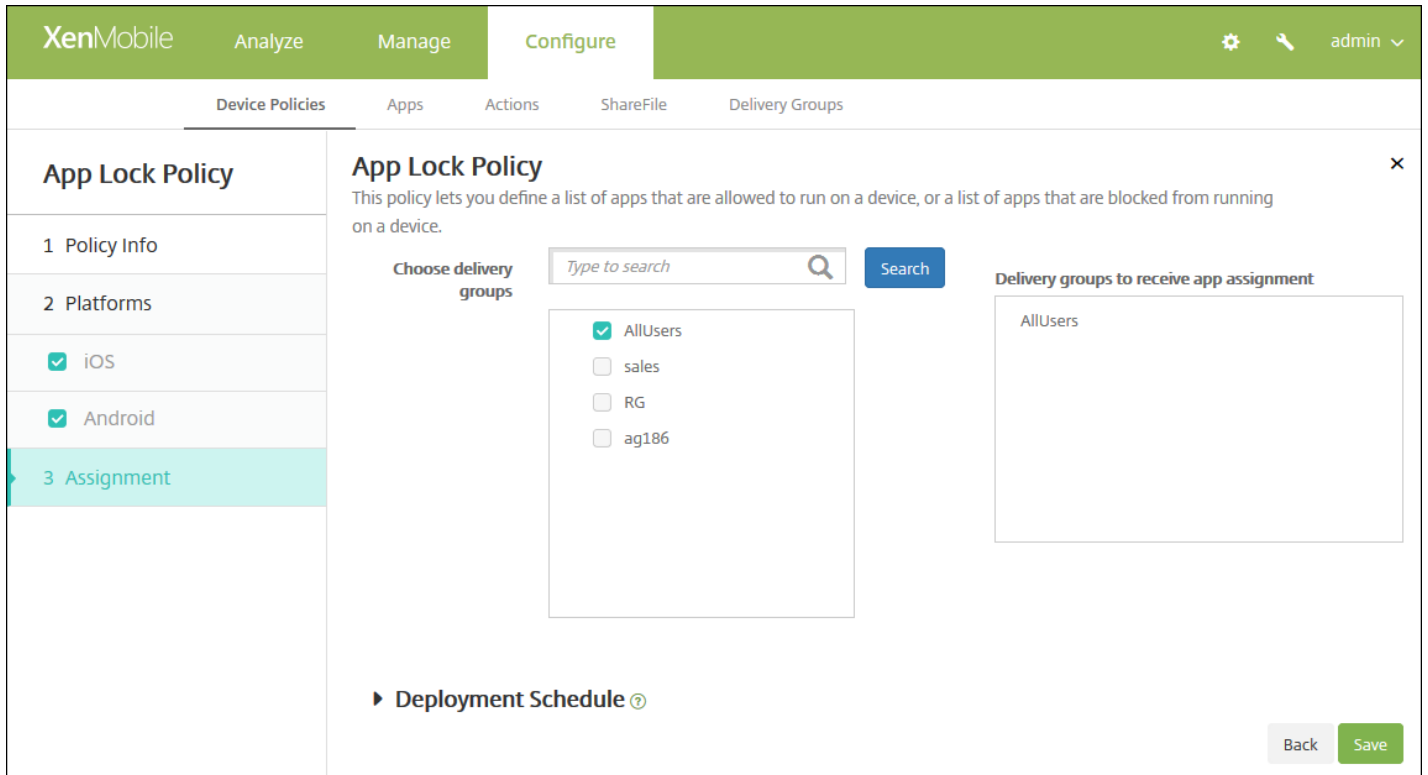 XenMobile Analyze Manage Configure admin
Device Policies Apps Actions ShareFile Delivery Groups
App Lock Policy
1 Policy Info
2 Platforms
iOS
Android
3 Assignment
App Lock Policy
This policy lets you define a list of apps that are allowed to run on a device, or a list of apps that are blocked from running
on a device.
Choose delivery
groups
Type to search
Search
AllUsers
sales
RG
ag186
Delivery groups to receive app assignment
AllUsers
Deployment Schedule ?
Back Save